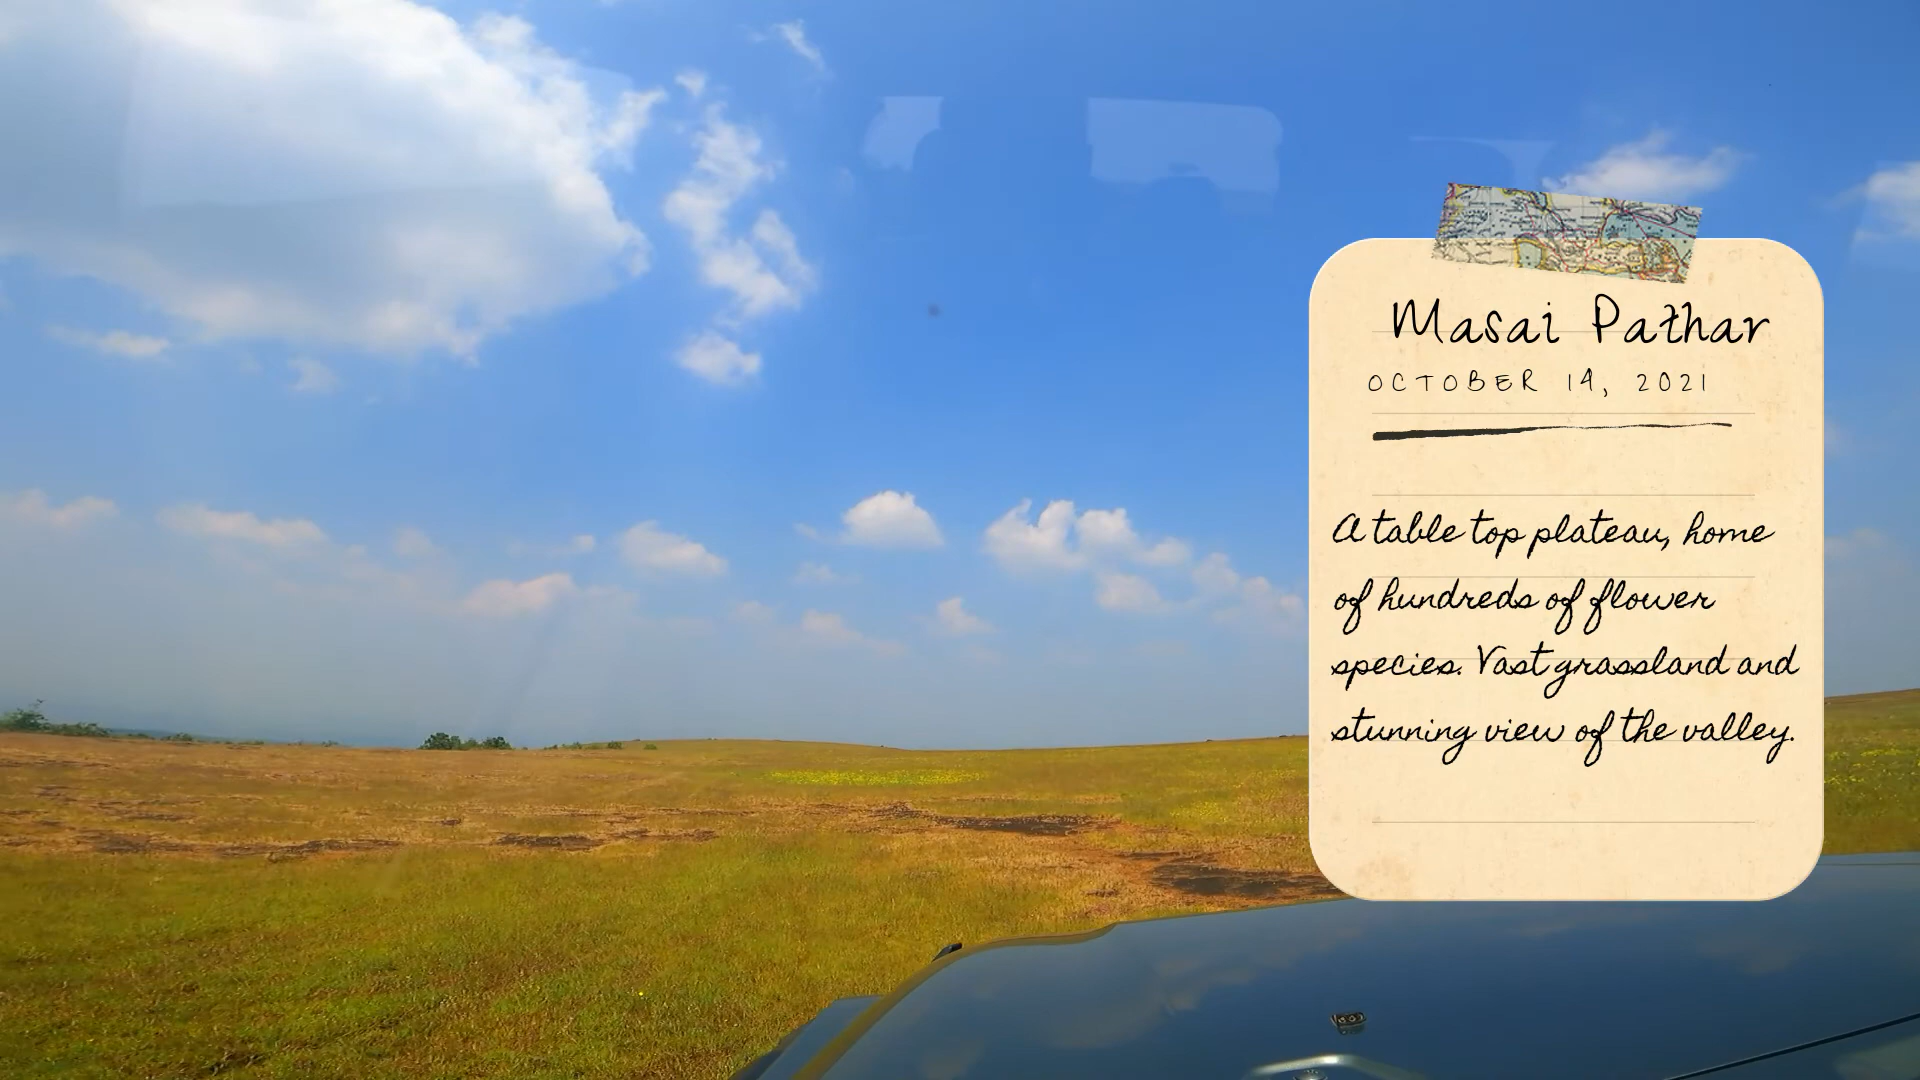 Masai Pathar
OCTOBER 14, 2021
A table top plateau, home
of hundreds of flower
species. Vast grassland and
stunning view of the valley.